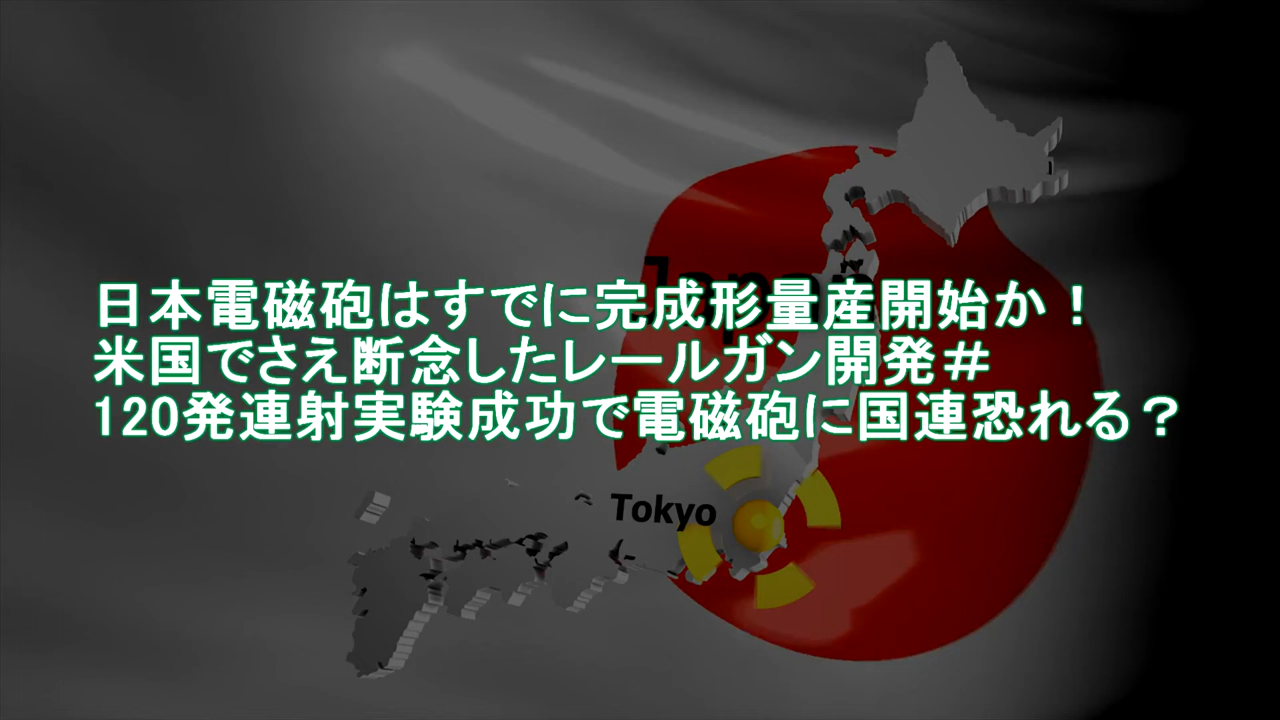 Japan
日本電磁砲はすでに完成形量産開始か！
米国でさえ断念したレールガン開発＃
120発連射実験成功で電磁砲に国連恐れる？
Tokyo